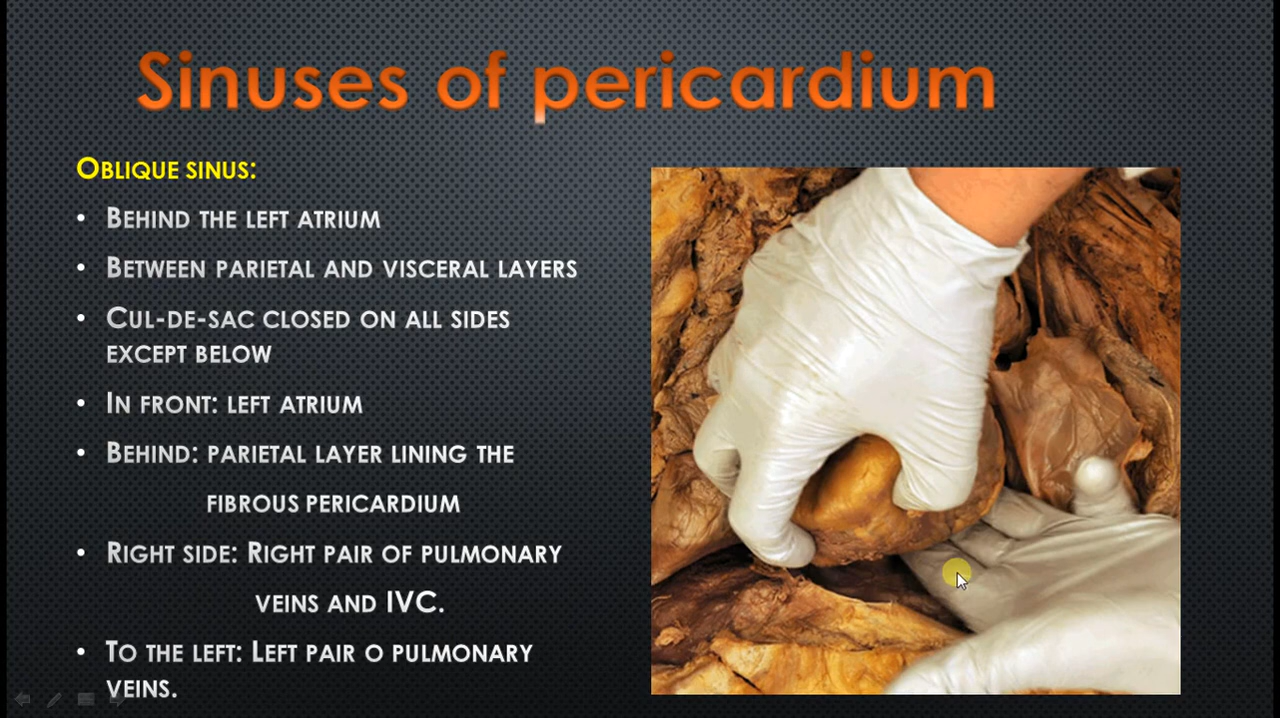 Sinuses of pericardium
Oblique sinus:
• Behind the left atrium
• Between parietal and visceral layers
• Cul-de-sac closed on all sides
except below
• In front: left atrium
• Behind: parietal layer lining the
fibrous pericardium
• Right side: Right pair of pulmonary
veins and IVC.
• To the left: Left pair o pulmonary
veins.